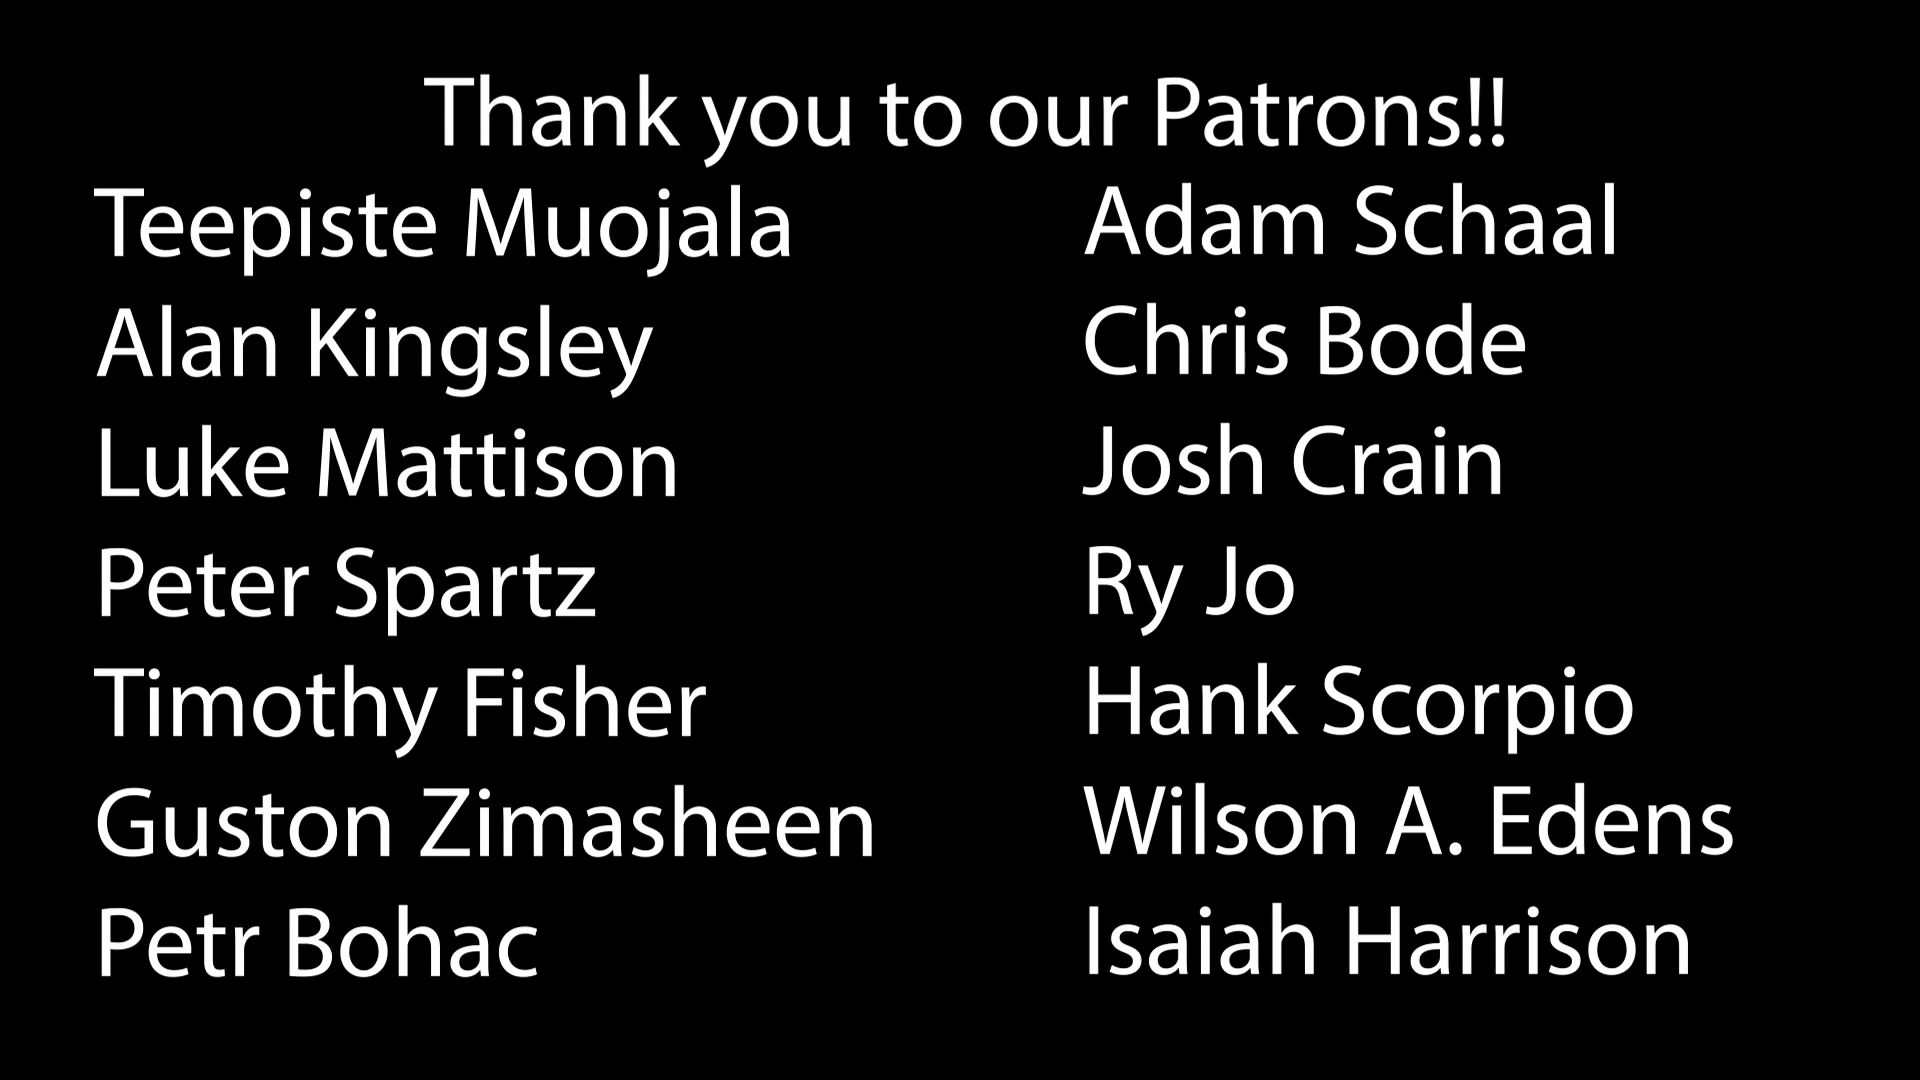 Thank you to our Patrons!!
Teepiste Muojala
Alan Kingsley
Luke Mattison
Peter Spartz
Timothy Fisher
Guston Zimasheen
Petr Bohac
Adam Schaal
Chris Bode
Josh Crain
Ry Jo
Hank Scorpio
Wilson A. Edens
Isaiah Harrison